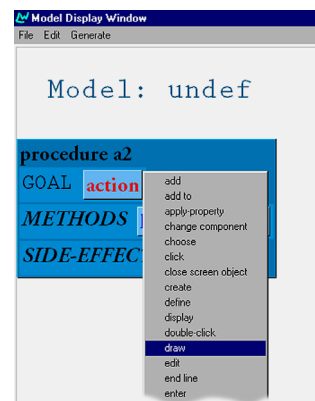 Model Display Window
File Edit Generate
Model: undef
procedure a2
GOAL action
METHODS
SIDE-EFFEC
add
add to
apply-property
change component
choose
click
close screen object
create
define
display
double-click
draw
edit
end line
enter